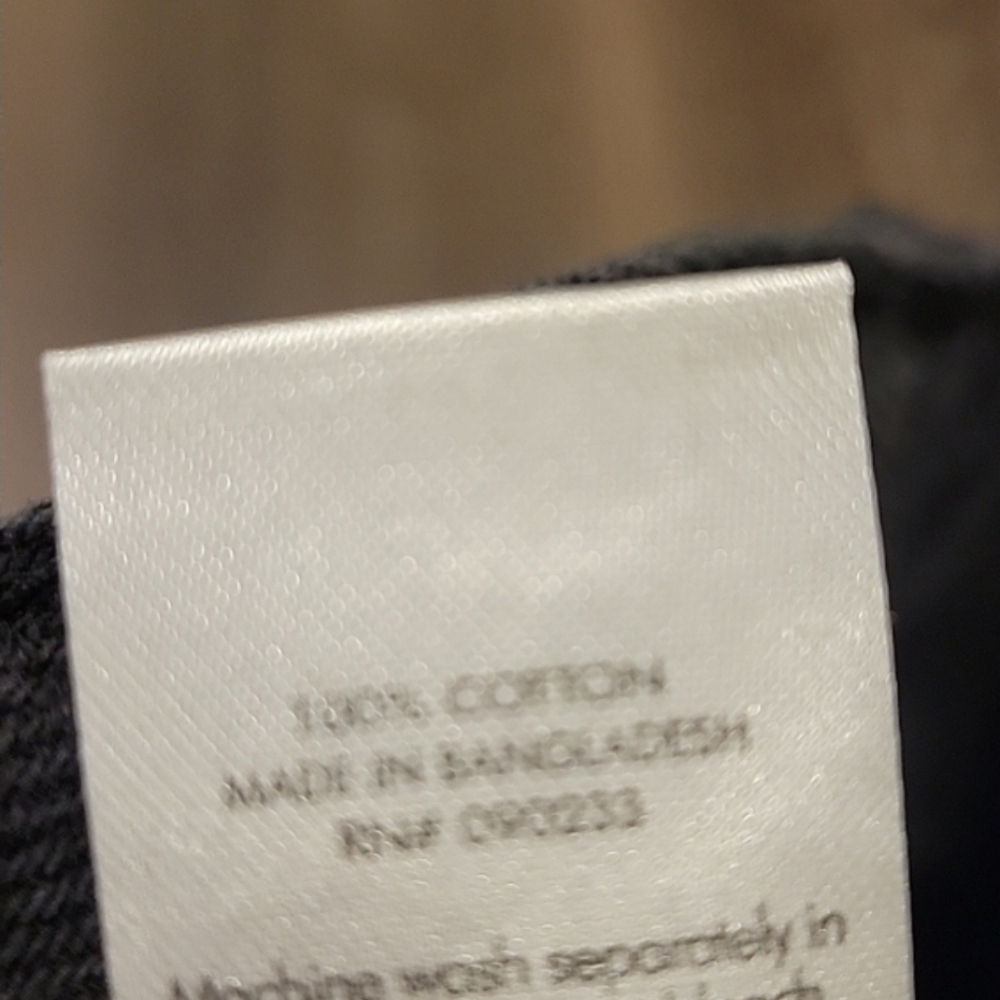 100% COTTON
MADE IN BANGLADESH
RN# 090233
Machine wash separately in